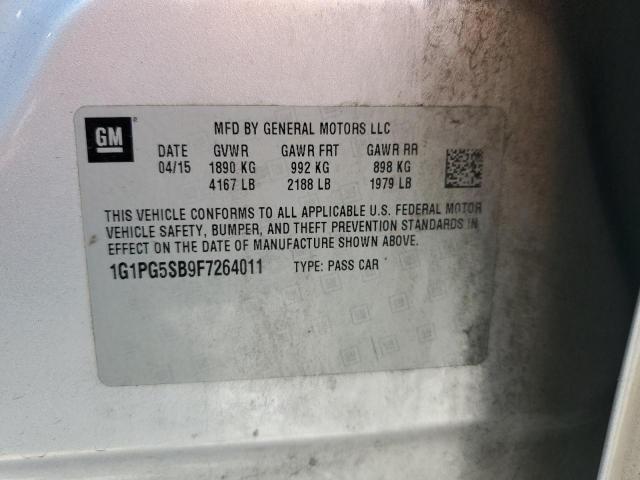 GM
MFD BY GENERAL MOTORS LLC
DATE GVWR GAWR FRT GAWR RR
04/15 1890 KG 992 KG 898 KG
4167 LB 2188 LB 1979 LB
THIS VEHICLE CONFORMS TO ALL APPLICABLE U.S. FEDERAL MOTOR
VEHICLE SAFETY, BUMPER, AND THEFT PREVENTION STANDARDS IN
EFFECT ON THE DATE OF MANUFACTURE SHOWN ABOVE.
1G1PG5SB9F7264011 TYPE: PASS CAR